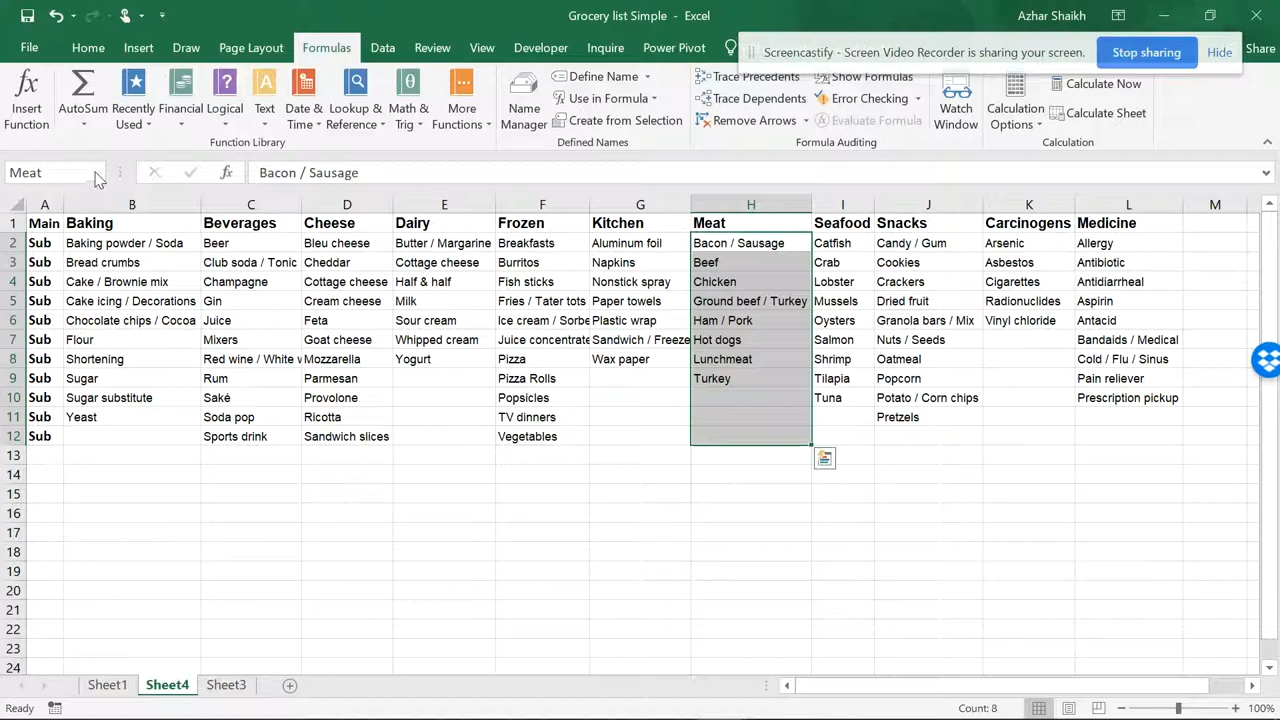 Grocery list Simple - Excel
Azhar Shaikh
File Home Insert Draw Page Layout Formulas Data Review View Developer Inquire Power Pivot
Screencastify - Screen Video Recorder is sharing your screen. Stop sharing Hide
Share
Insert Function
AutoSum
Recently Used
Financial
Logical
Text
Date & Time
Lookup & Reference
Math & Trig
More Functions
Function Library
Name Manager
Define Name
Use in Formula
Create from Selection
Defined Names
Trace Precedents
Trace Dependents
Remove Arrows
Show Formulas
Error Checking
Evaluate Formula
Formula Auditing
Watch Window
Calculation Options
Calculate Now
Calculate Sheet
Calculation
Meat fx Bacon / Sausage
A B C D E F G H I J K L M
1 Main Baking Beverages Cheese Dairy Frozen Kitchen Meat Seafood Snacks Carcinogens Medicine
2 Sub Baking powder / Soda Beer Bleu cheese Butter / Margarine Breakfasts Aluminum foil Bacon / Sausage Catfish Candy / Gum Arsenic Allergy
3 Sub Bread crumbs Club soda / Tonic Cheddar Cottage cheese Burritos Napkins Beef Crab Cookies Asbestos Antibiotic
4 Sub Cake / Brownie mix Champagne Cottage cheese Half & half Fish sticks Nonstick spray Chicken Lobster Crackers Cigarettes Antidiarrheal
5 Sub Cake icing / Decorations Gin Cream cheese Milk Fries / Tater tots Paper towels Ground beef / Turkey Mussels Dried fruit Radionuclides Aspirin
6 Sub Chocolate chips / Cocoa Juice Feta Sour cream Ice cream / Sorbe Plastic wrap Ham / Pork Oysters Granola bars / Mix Vinyl chloride Antacid
7 Sub Flour Mixers Goat cheese Whipped cream Juice concentrate Sandwich / Freeze Hot dogs Salmon Nuts / Seeds Bandaids / Medical
8 Sub Shortening Red wine / White v Mozzarella Yogurt Pizza Wax paper Lunchmeat Shrimp Oatmeal Cold / Flu / Sinus
9 Sub Sugar Rum Parmesan Pizza Rolls Turkey Tilapia Popcorn Pain reliever
10 Sub Sugar substitute Saké Provolone Popsicles Tuna Potato / Corn chips Prescription pickup
11 Sub Yeast Soda pop Ricotta TV dinners Pretzels
12 Sub Sports drink Sandwich slices Vegetables
13
14
15
16
17
18
19
20
21
22
23
24
Sheet1 Sheet4 Sheet3
Ready Count: 8 100%